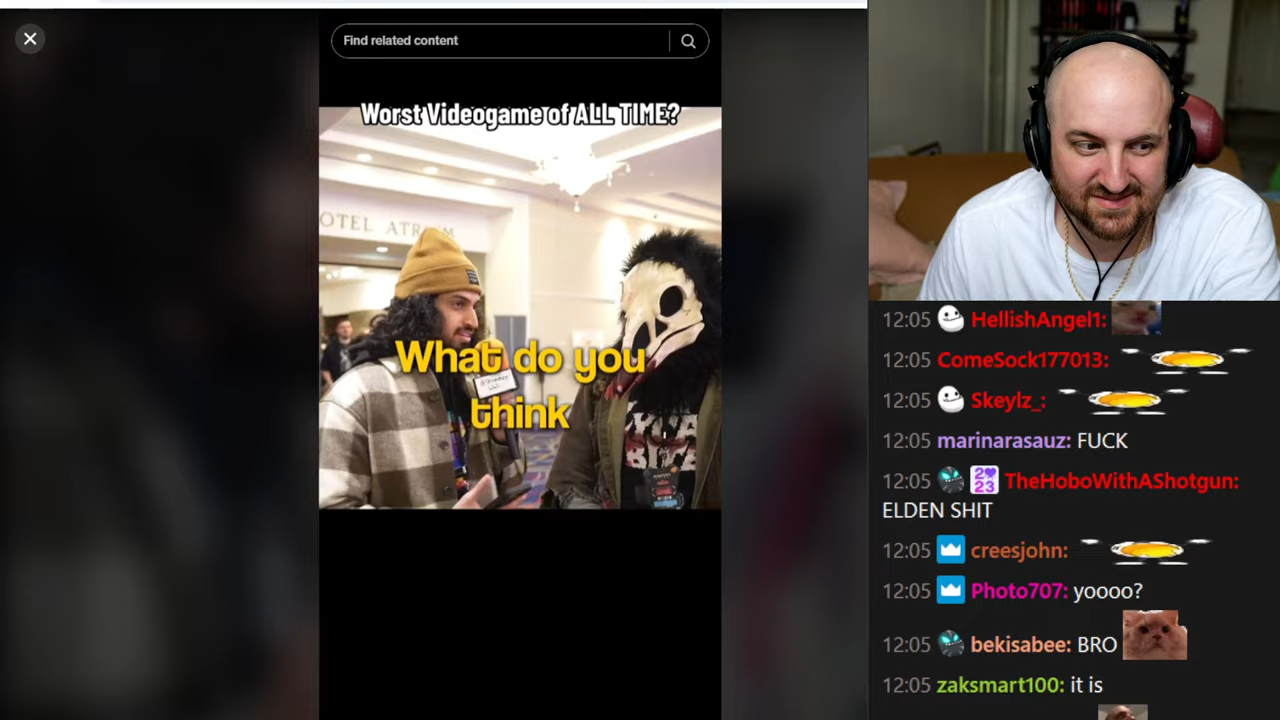 Find related content
Worst Videogame of ALL TIME?
What do you
think
12:05 HellishAngel1:
12:05 ComeSock177013:
12:05 Skeylz_:
12:05 marinarasauz: FUCK
12:05 TheHoboWithAShotgun:
ELDEN SHIT
12:05 creesjohn:
12:05 Photo707: yoooo?
12:05 bekisabee: BRO
12:05 zaksmart100: it is